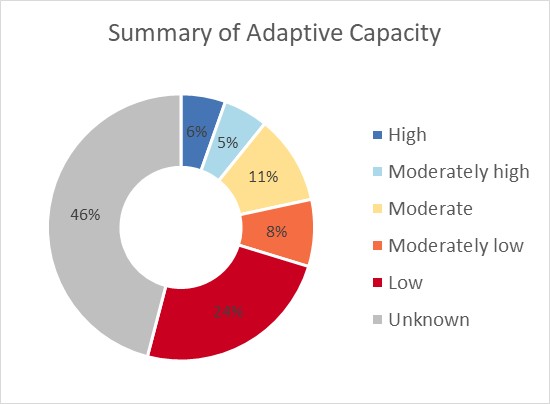 Summary of Adaptive Capacity
6%
5%
11%
8%
24%
46%
High
Moderately high
Moderate
Moderately low
Low
Unknown